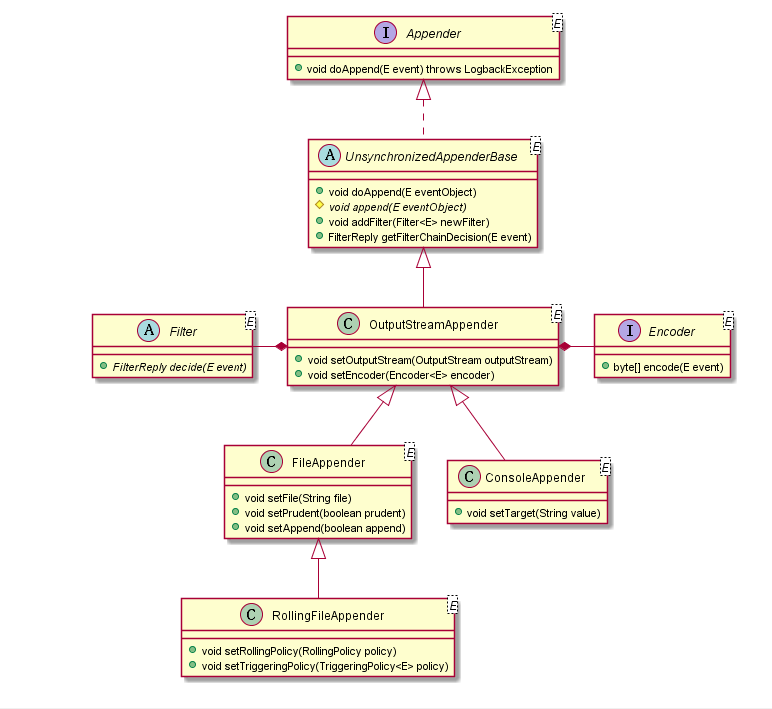 I Appender E
void doAppend(E event) throws LogbackException
A UnsynchronizedAppenderBase E
void doAppend(E eventObject)
void append(E eventObject)
void addFilter(Filter<E> newFilter)
FilterReply getFilterChainDecision(E event)
A Filter E
FilterReply decide(E event)
C OutputStreamAppender E
void setOutputStream(OutputStream outputStream)
void setEncoder(Encoder<E> encoder)
I Encoder E
byte[] encode(E event)
C FileAppender E
void setFile(String file)
void setPrudent(boolean prudent)
void setAppend(boolean append)
C ConsoleAppender E
void setTarget(String value)
C RollingFileAppender E
void setRollingPolicy(RollingPolicy policy)
void setTriggeringPolicy(TriggeringPolicy<E> policy)